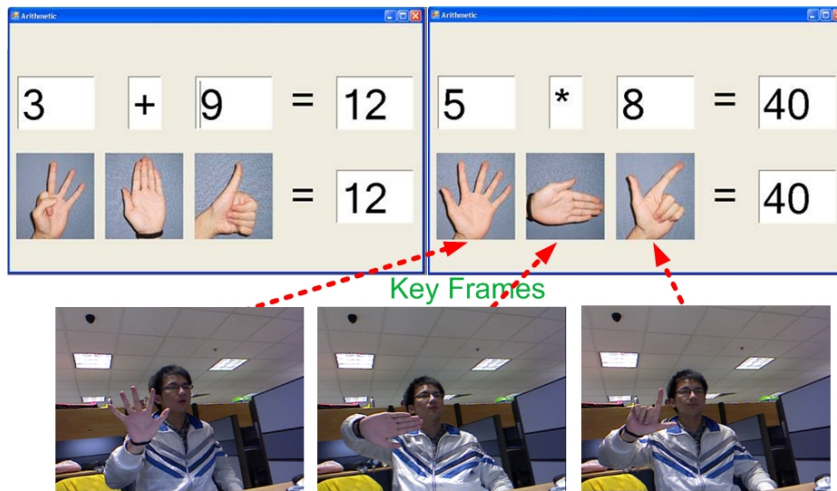 Arithmetic
3 + 9 = 12
= 12
Arithmetic
5 * 8 = 40
= 40
Key Frames